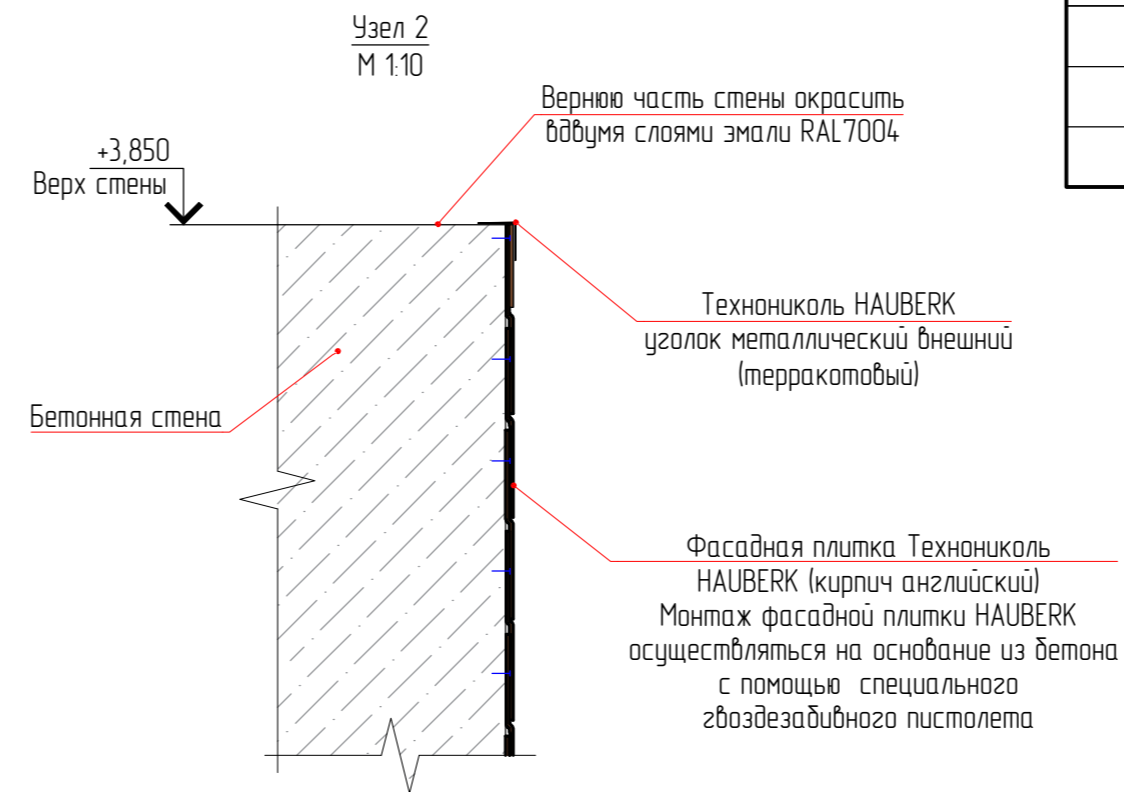 Узел 2
М 1:10
Вернюю часть стены окрасить
вдвумя слоями эмали RAL7004
+3,850
Верх стены
Технониколь HAUBERK
уголок металлический внешний
(терракотовый)
Бетонная стена
Фасадная плитка Технониколь
HAUBERK (кирпич английский)
Монтаж фасадной плитки HAUBERK
осуществляться на основание из бетона
с помощью специального
гвоздезабивного пистолета